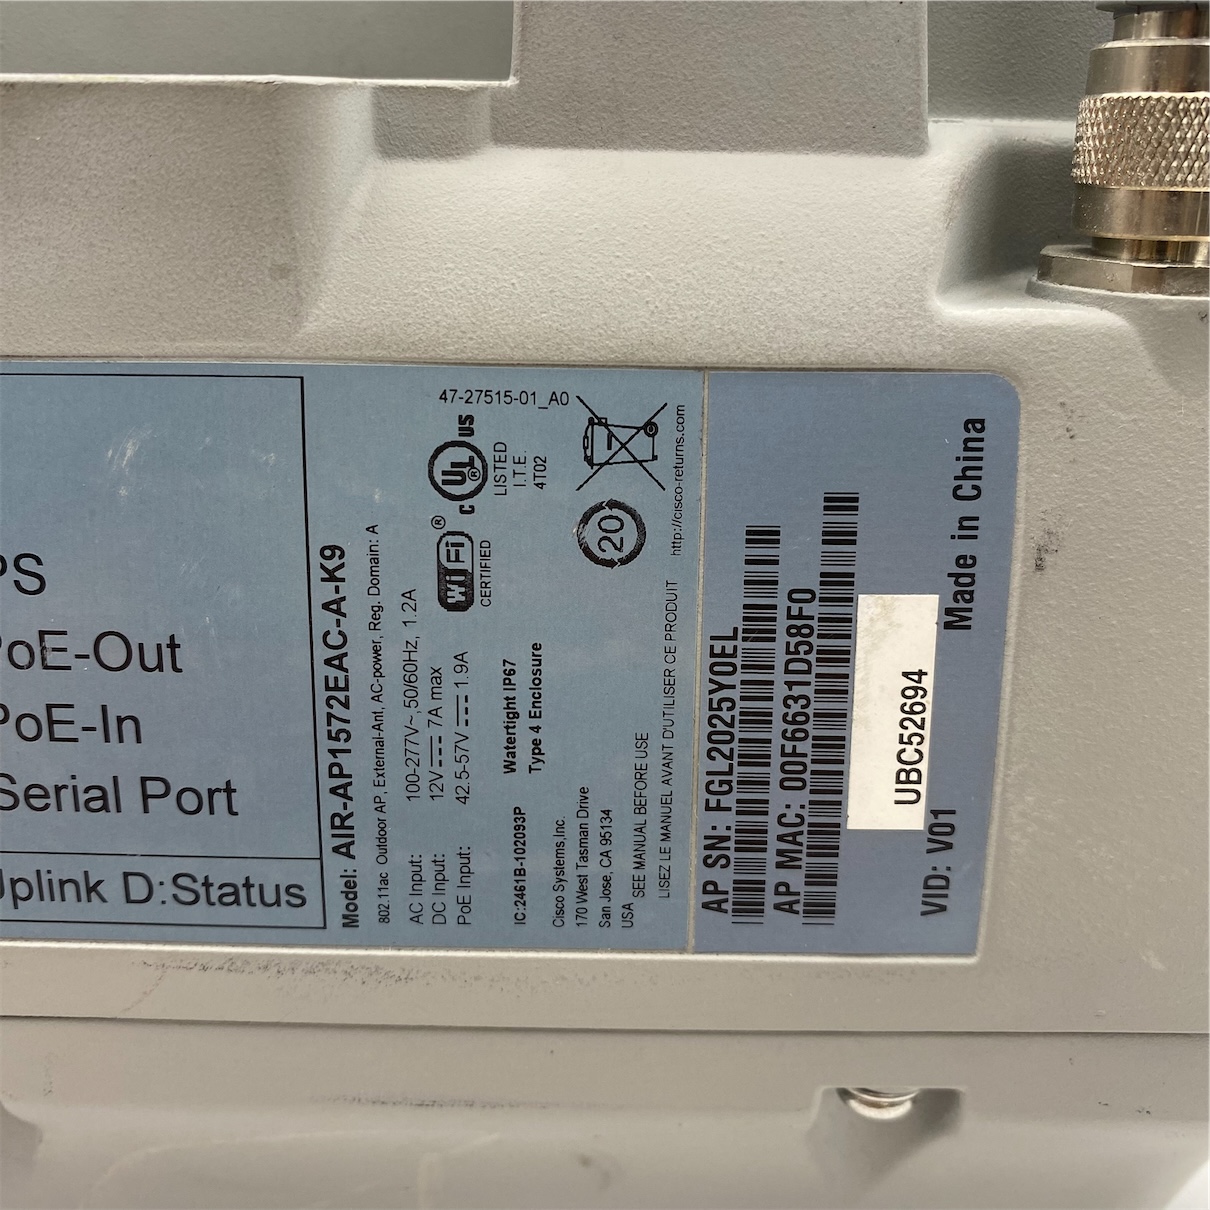 PS
PoE-Out
PoE-In
Serial Port
Uplink D:Status
Model: AIR-AP1572EAC-A-K9
802.11ac Outdoor AP, External-Ant, AC-power, Reg. Domain: A
AC Input: 100-277V~,50/60Hz, 1.2A
DC Input: 12V⎓7A max
PoE Input: 42.5-57V⎓1.9A
47-27515-01_A0
c UL US ®
LISTED
I.T.E.
4T02
Wi Fi ®
CERTIFIED
Watertight IP67
Type 4 Enclosure
IC:2461B-102093P
Cisco Systems,Inc.
170 West Tasman Drive
San Jose, CA 95134
USA
20
http://cisco-returns.com
SEE MANUAL BEFORE USE
LISEZ LE MANUEL AVANT D'UTILISER CE PRODUIT
AP SN: FGL2025Y0EL
AP MAC: 00F6631D58F0
UBC52694
VID: V01
Made in China